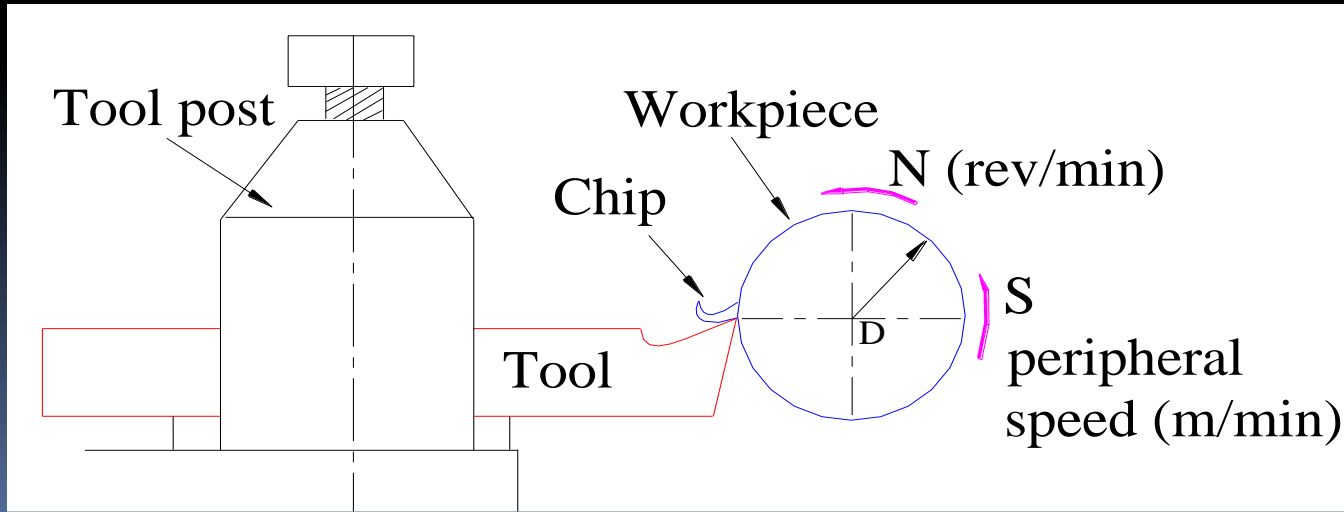 Tool post
Workpiece
N (rev/min)
Chip
S
D
peripheral
Tool
speed (m/min)